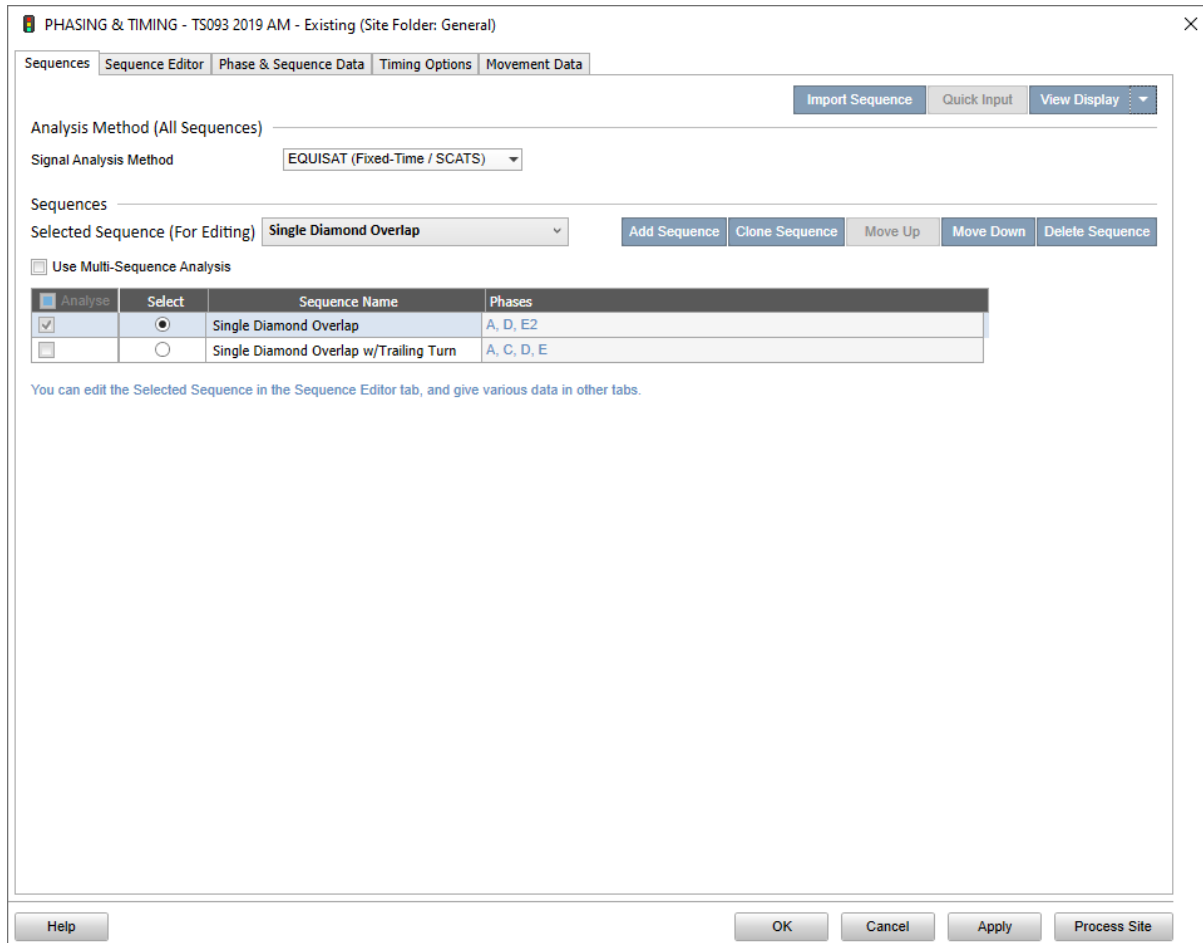 PHASING & TIMING - TS093 2019 AM - Existing (Site Folder: General)
Sequences Sequence Editor Phase & Sequence Data Timing Options Movement Data
Import Sequence Quick Input View Display
Analysis Method (All Sequences)
Signal Analysis Method EQUISAT (Fixed-Time / SCATS)
Sequences
Selected Sequence (For Editing) Single Diamond Overlap Add Sequence Clone Sequence Move Up Move Down Delete Sequence
Use Multi-Sequence Analysis
Analyse Select Sequence Name Phases
Single Diamond Overlap A, D, E2
Single Diamond Overlap w/Trailing Turn A, C, D, E
You can edit the Selected Sequence in the Sequence Editor tab, and give various data in other tabs.
Help OK Cancel Apply Process Site